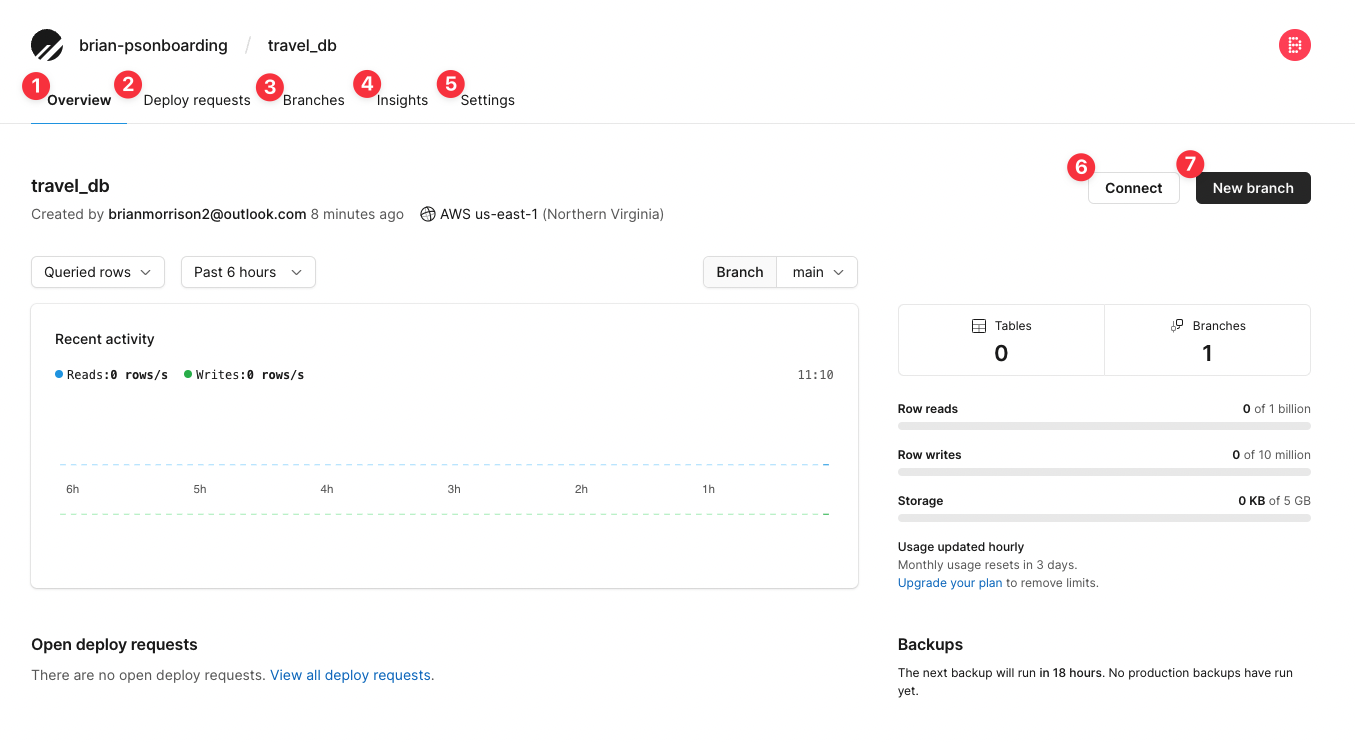 brian-psonboarding / travel_db
1 Overview 2 Deploy requests 3 Branches 4 Insights 5 Settings
travel_db
6 Connect 7 New branch
Created by brianmorrison2@outlook.com 8 minutes ago AWS us-east-1 (Northern Virginia)
Queried rows Past 6 hours Branch main
Recent activity
Reads:0 rows/s Writes:0 rows/s 11:10
6h 5h 4h 3h 2h 1h
Tables Branches
0 1
Row reads 0 of 1 billion
Row writes 0 of 10 million
Storage 0 KB of 5 GB
Usage updated hourly
Monthly usage resets in 3 days.
Upgrade your plan to remove limits.
Open deploy requests
There are no open deploy requests. View all deploy requests.
Backups
The next backup will run in 18 hours. No production backups have run
yet.